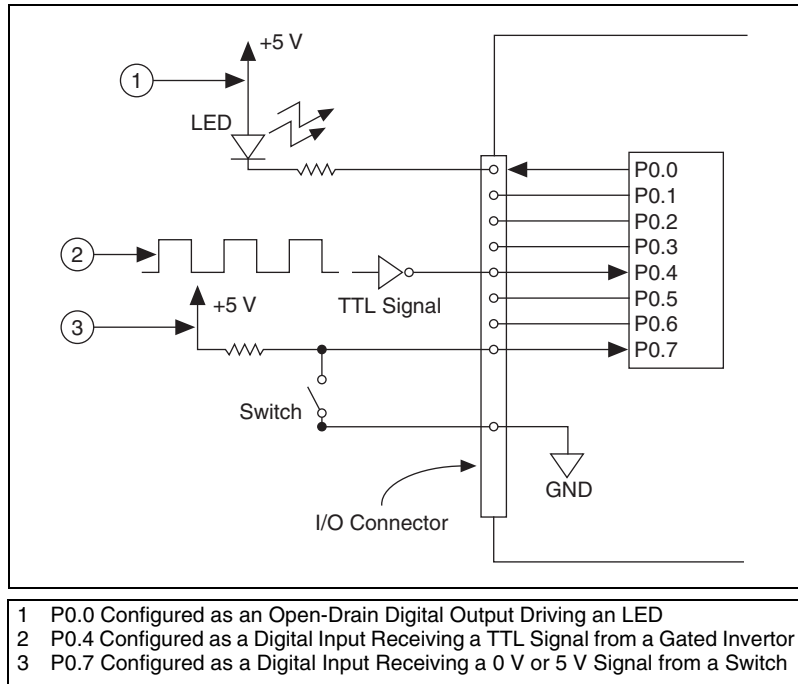 +5 V
1
LED
P0.0
P0.1
P0.2
2
P0.3
P0.4
+5 V
TTL Signal
P0.5
P0.6
3
P0.7
Switch
GND
I/O Connector
1 P0.0 Configured as an Open-Drain Digital Output Driving an LED
2 P0.4 Configured as a Digital Input Receiving a TTL Signal from a Gated Invertor
3 P0.7 Configured as a Digital Input Receiving a 0 V or 5 V Signal from a Switch